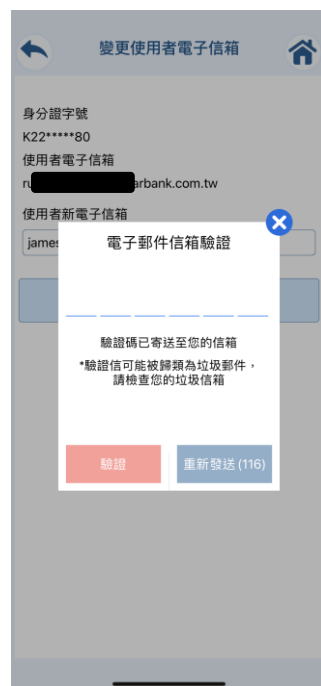 變更使用者電子信箱
身分證字號
K22*****80
使用者電子信箱
arbank.com.tw
使用者新電子信箱
james
電子郵件信箱驗證
驗證碼已寄送至您的信箱
*驗證信可能被歸類為垃圾郵件，
請檢查您的垃圾信箱
驗證
重新發送 (116)